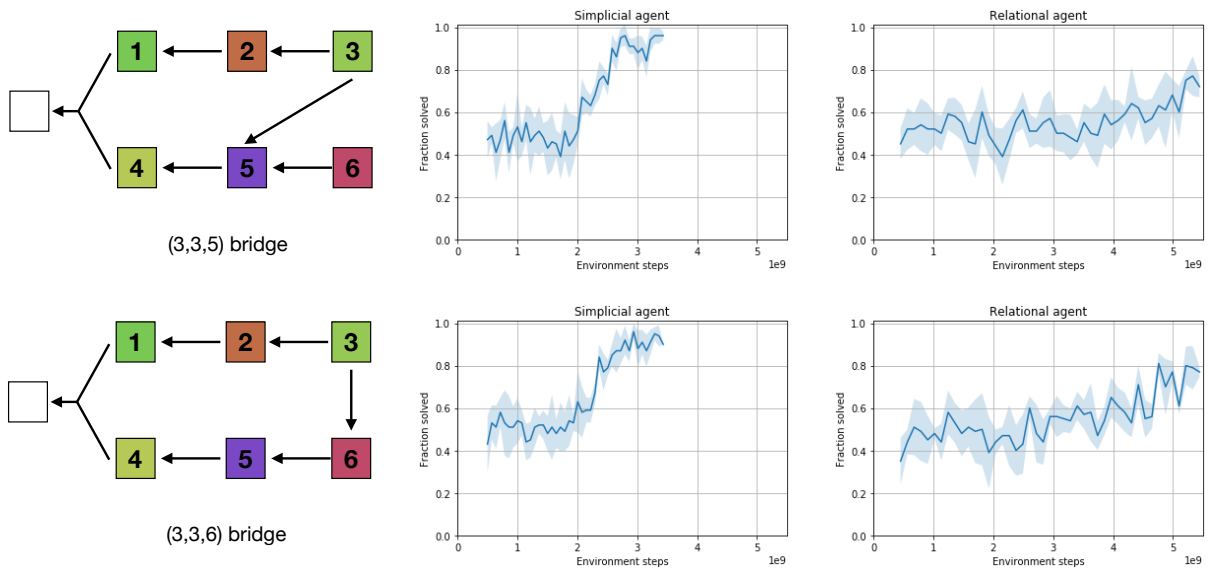 1 2 3
4 5 6
(3,3,5) bridge
Simplicial agent
Fraction solved
1.0
0.8
0.6
0.4
0.2
0.0
0 1 2 3 4 5
1e9
Environment steps
Relational agent
Fraction solved
1.0
0.8
0.6
0.4
0.2
0.0
0 1 2 3 4 5
1e9
Environment steps
1 2 3
4 5 6
(3,3,6) bridge
Simplicial agent
Fraction solved
1.0
0.8
0.6
0.4
0.2
0.0
0 1 2 3 4 5
1e9
Environment steps
Relational agent
Fraction solved
1.0
0.8
0.6
0.4
0.2
0.0
0 1 2 3 4 5
1e9
Environment steps